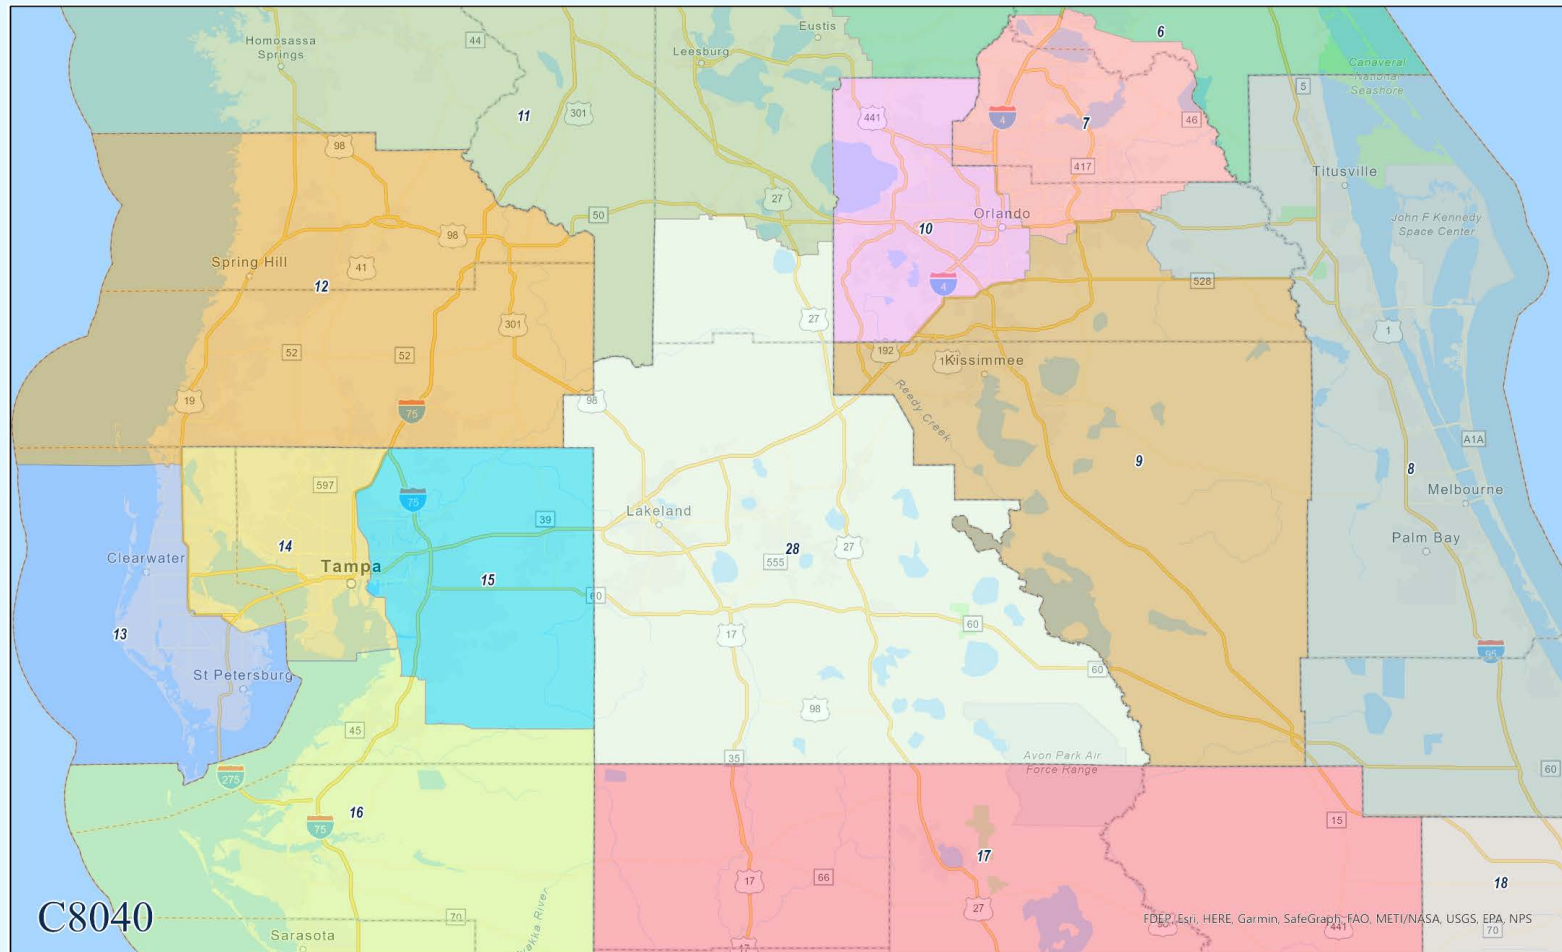 6
Homosassa
Springs
44
Leesburg
Eustis
Canaveral
National
Seashore
5
11
301
441
4
7
46
98
417
Titusville
27
50
Orlando
John F Kennedy
Space Center
98
10
Spring Hill
41
12
4
528
301
27
1
52
52
192
Kissimmee
19
75
98
Reedy Creek
A1A
9
8
597
75
Melbourne
39
Lakeland
14
28
27
Palm Bay
Clearwater
Tampa
555
15
60
13
17
60
95
St Petersburg
60
98
45
35
Avon Park Air
Force Range
275
60
16
75
15
17
17
66
18
27
C8040
70
FDEP, Esri, HERE, Garmin, SafeGraph, FAO, METI/NASA, USGS, EPA, NPS
98
441
70
Sarasota
17